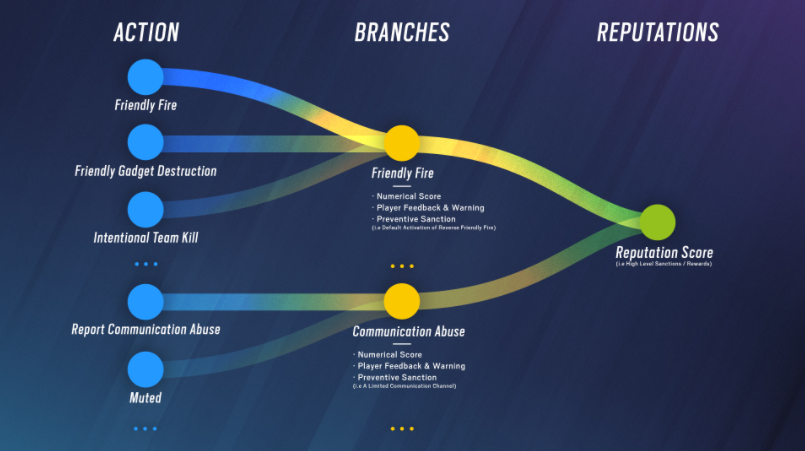 ACTION
BRANCHES
REPUTATIONS
Friendly Fire
Friendly Gadget Destruction
Intentional Team Kill
Report Communication Abuse
Muted
Friendly Fire
· Numerical Score
· Player Feedback & Warning
· Preventive Sanction
(i.e Default Activation of Reverse Friendly Fire)
Communication Abuse
· Numerical Score
· Player Feedback & Warning
· Preventive Sanction
(i.e A Limited Communication Channel)
Reputation Score
(i.e High Level Sanctions / Rewards)